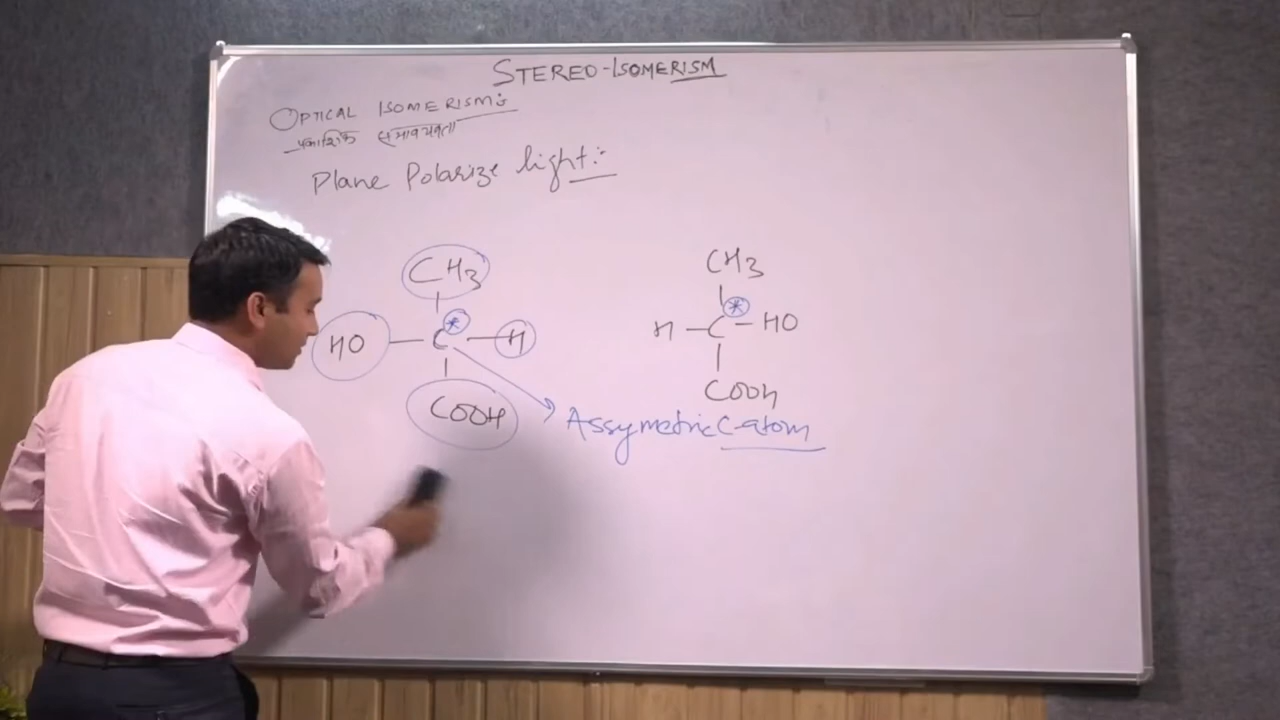 STEREO-ISOMERISM
OPTICAL ISOMERISM:
प्रकाशिक समावयवता
Plane Polarize light:-
CH3
HO - C* - H
COOH
CH3
H - C* - HO
COOH
Assymetric C-atom